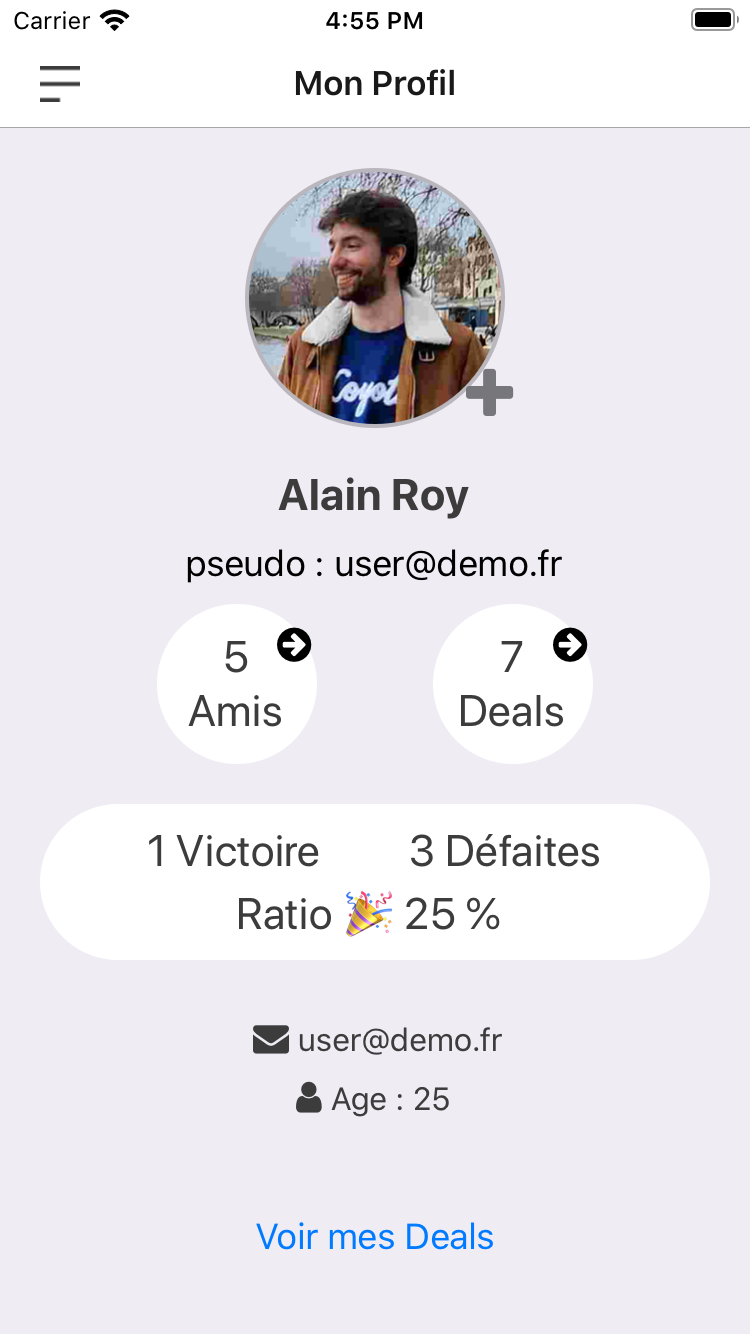 Carrier 4:55 PM
Mon Profil
Coyot
Alain Roy
pseudo : user@demo.fr
5 7
Amis Deals
1 Victoire 3 Défaites
Ratio 🎉 25 %
user@demo.fr
Age : 25
Voir mes Deals